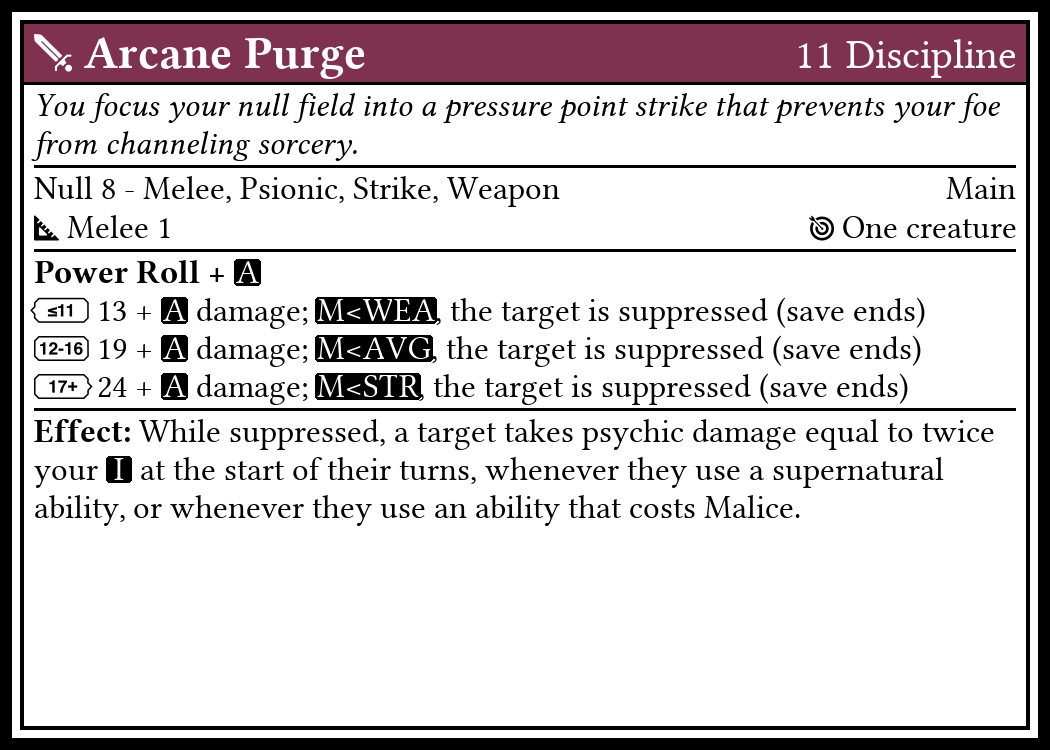 Arcane Purge 11 Discipline
You focus your null field into a pressure point strike that prevents your foe
from channeling sorcery.
Null 8 - Melee, Psionic, Strike, Weapon Main
Melee 1 One creature
Power Roll + A
≤11 13 + A damage; M<WEA, the target is suppressed (save ends)
12-16 19 + A damage; M<AVG, the target is suppressed (save ends)
17+ 24 + A damage; M<STR, the target is suppressed (save ends)
Effect: While suppressed, a target takes psychic damage equal to twice
your I at the start of their turns, whenever they use a supernatural
ability, or whenever they use an ability that costs Malice.